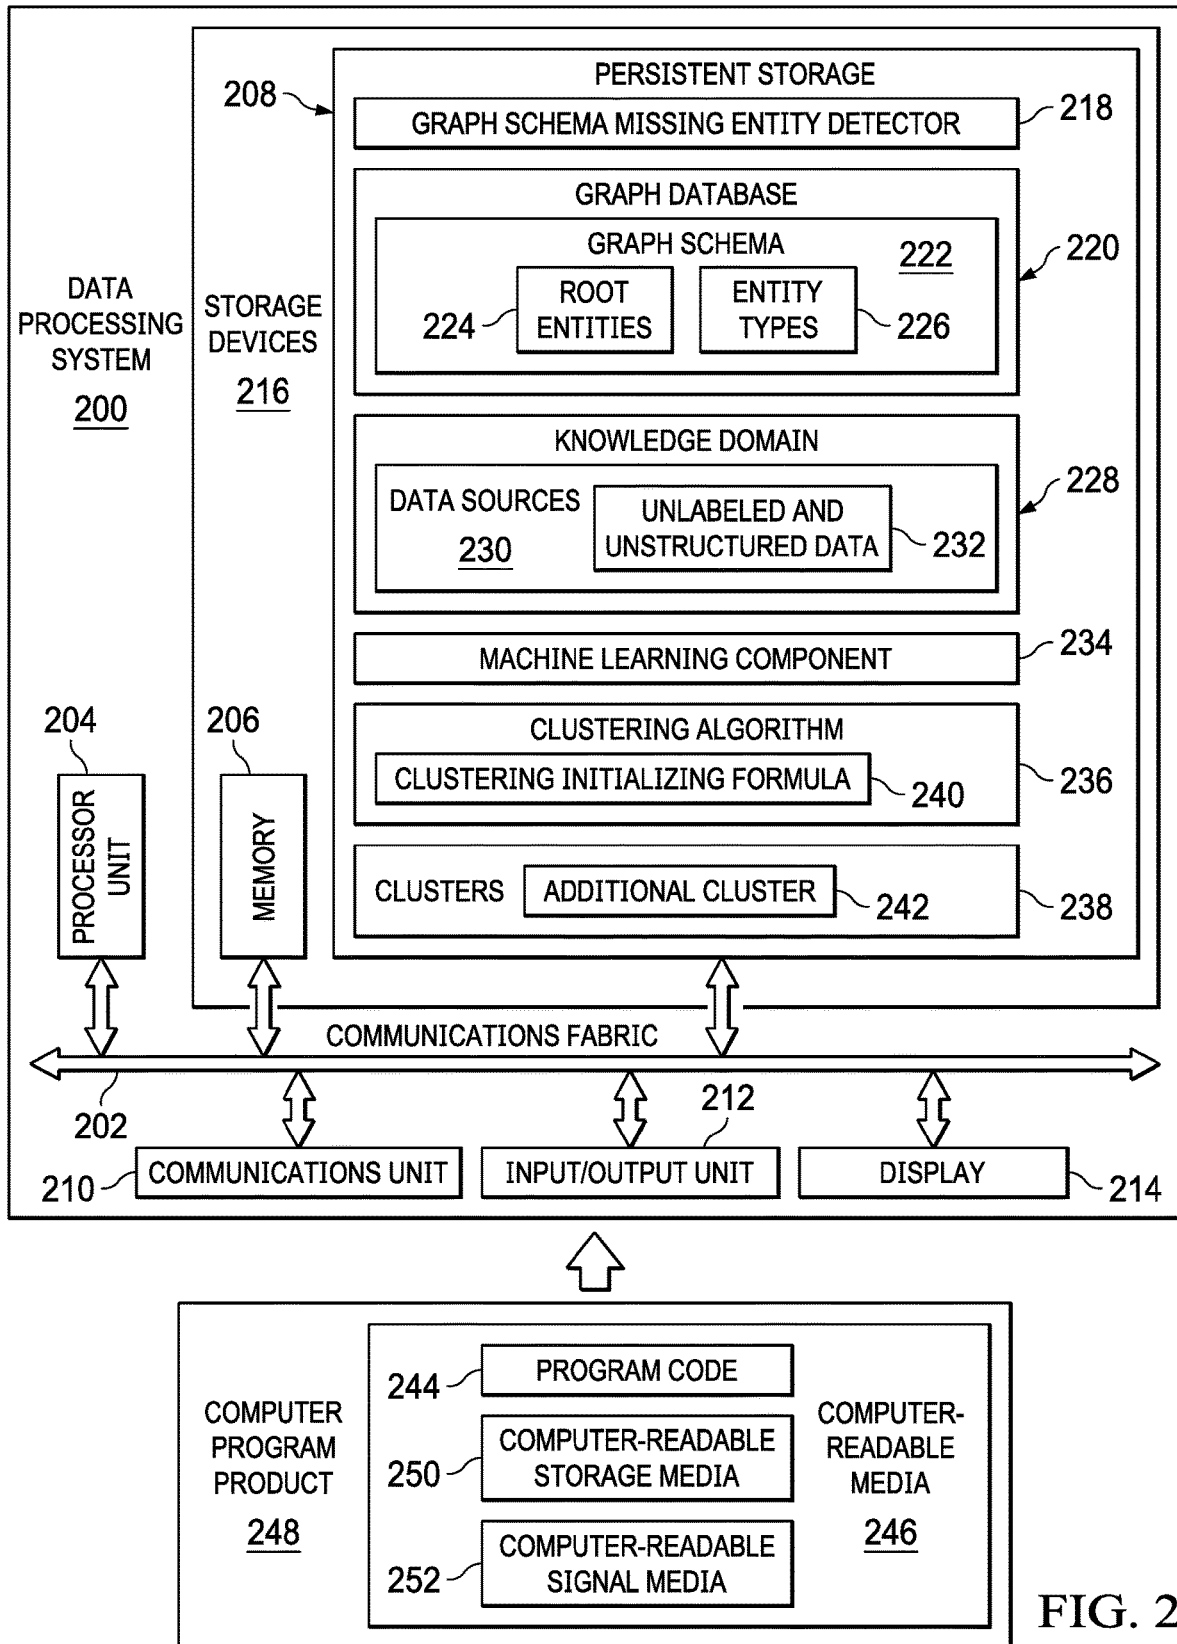 PERSISTENT STORAGE
208
GRAPH SCHEMA MISSING ENTITY DETECTOR
218
GRAPH DATABASE
GRAPH SCHEMA
222
220
ROOT
ENTITIES
224
ENTITY
TYPES
226
DATA
PROCESSING
SYSTEM
200
STORAGE
DEVICES
216
KNOWLEDGE DOMAIN
DATA SOURCES
230
UNLABELED AND
UNSTRUCTURED DATA
232
228
MACHINE LEARNING COMPONENT
234
CLUSTERING ALGORITHM
CLUSTERING INITIALIZING FORMULA
240
236
CLUSTERS
ADDITIONAL CLUSTER
242
238
204
PROCESSOR
UNIT
206
MEMORY
COMMUNICATIONS FABRIC
202
212
210
COMMUNICATIONS UNIT
INPUT/OUTPUT UNIT
DISPLAY
214
COMPUTER
PROGRAM
PRODUCT
248
244
PROGRAM CODE
250
COMPUTER-READABLE
STORAGE MEDIA
252
COMPUTER-READABLE
SIGNAL MEDIA
COMPUTER-
READABLE
MEDIA
246
FIG. 2